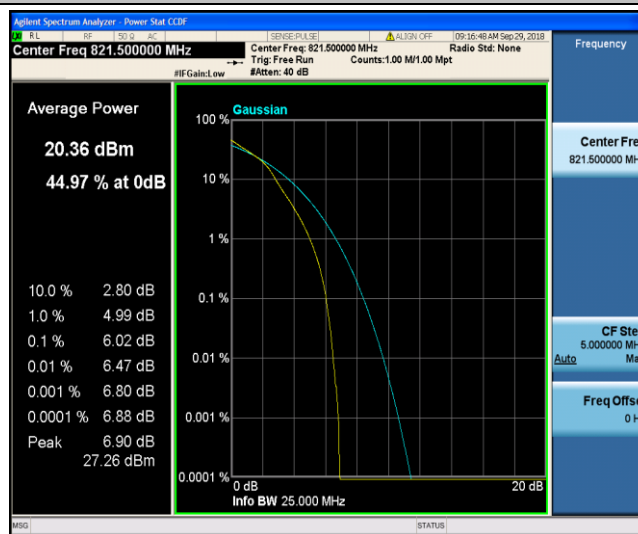 Agilent Spectrum Analyzer - Power Stat CCDF
RL RF 50 Ω AC SENSE:PULSE ALIGN OFF 09:16:48 AM Sep 29, 2018
Center Freq 821.500000 MHz
Center Freq: 821.500000 MHz Radio Std: None
Trig: Free Run Counts:1.00 M/1.00 Mpt
#IFGain:Low #Atten: 40 dB
Frequency
Average Power
20.36 dBm
44.97 % at 0dB
10.0 % 2.80 dB
1.0 % 4.99 dB
0.1 % 6.02 dB
0.01 % 6.47 dB
0.001 % 6.80 dB
0.0001 % 6.88 dB
Peak 6.90 dB
27.26 dBm
Gaussian
100 %
10 %
1 %
0.1 %
0.01 %
0.001 %
0.0001 %
0 dB 20 dB
Info BW 25.000 MHz
Center Fre
821.500000 MH
CF Ste
5.000000 MH
Auto Ma
Freq Offs
0 H
MSG STATUS